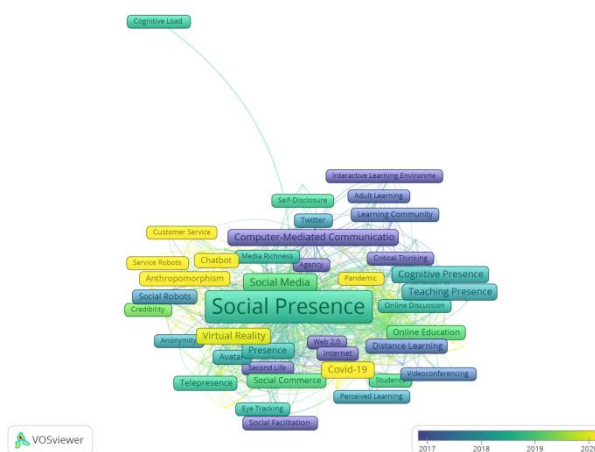 Cognitive Load
Interactive Learning Environme
Adult Learning
Self-Disclosure
Learning Community
Twitter
Customer Service
Computer-Mediated Communicatio
Media Richness
Critical Thinking
Service Robots
Chatbot
Agency
Anthropomorphism
Pandemic
Cognitive Presence
Social Media
Social Robots
Teaching Presence
Credibility
Social Presence
Online Discussion
Virtual Reality
Online Education
Anonymity
Web 2.0
Distance Learning
Avatar
Presence
Internet
Second Life
Covid-19
Videoconferencing
Telepresence
Social Commerce
Students
Perceived Learning
Eye Tracking
Social Facilitation
VOSviewer
2017 2018 2019 2020